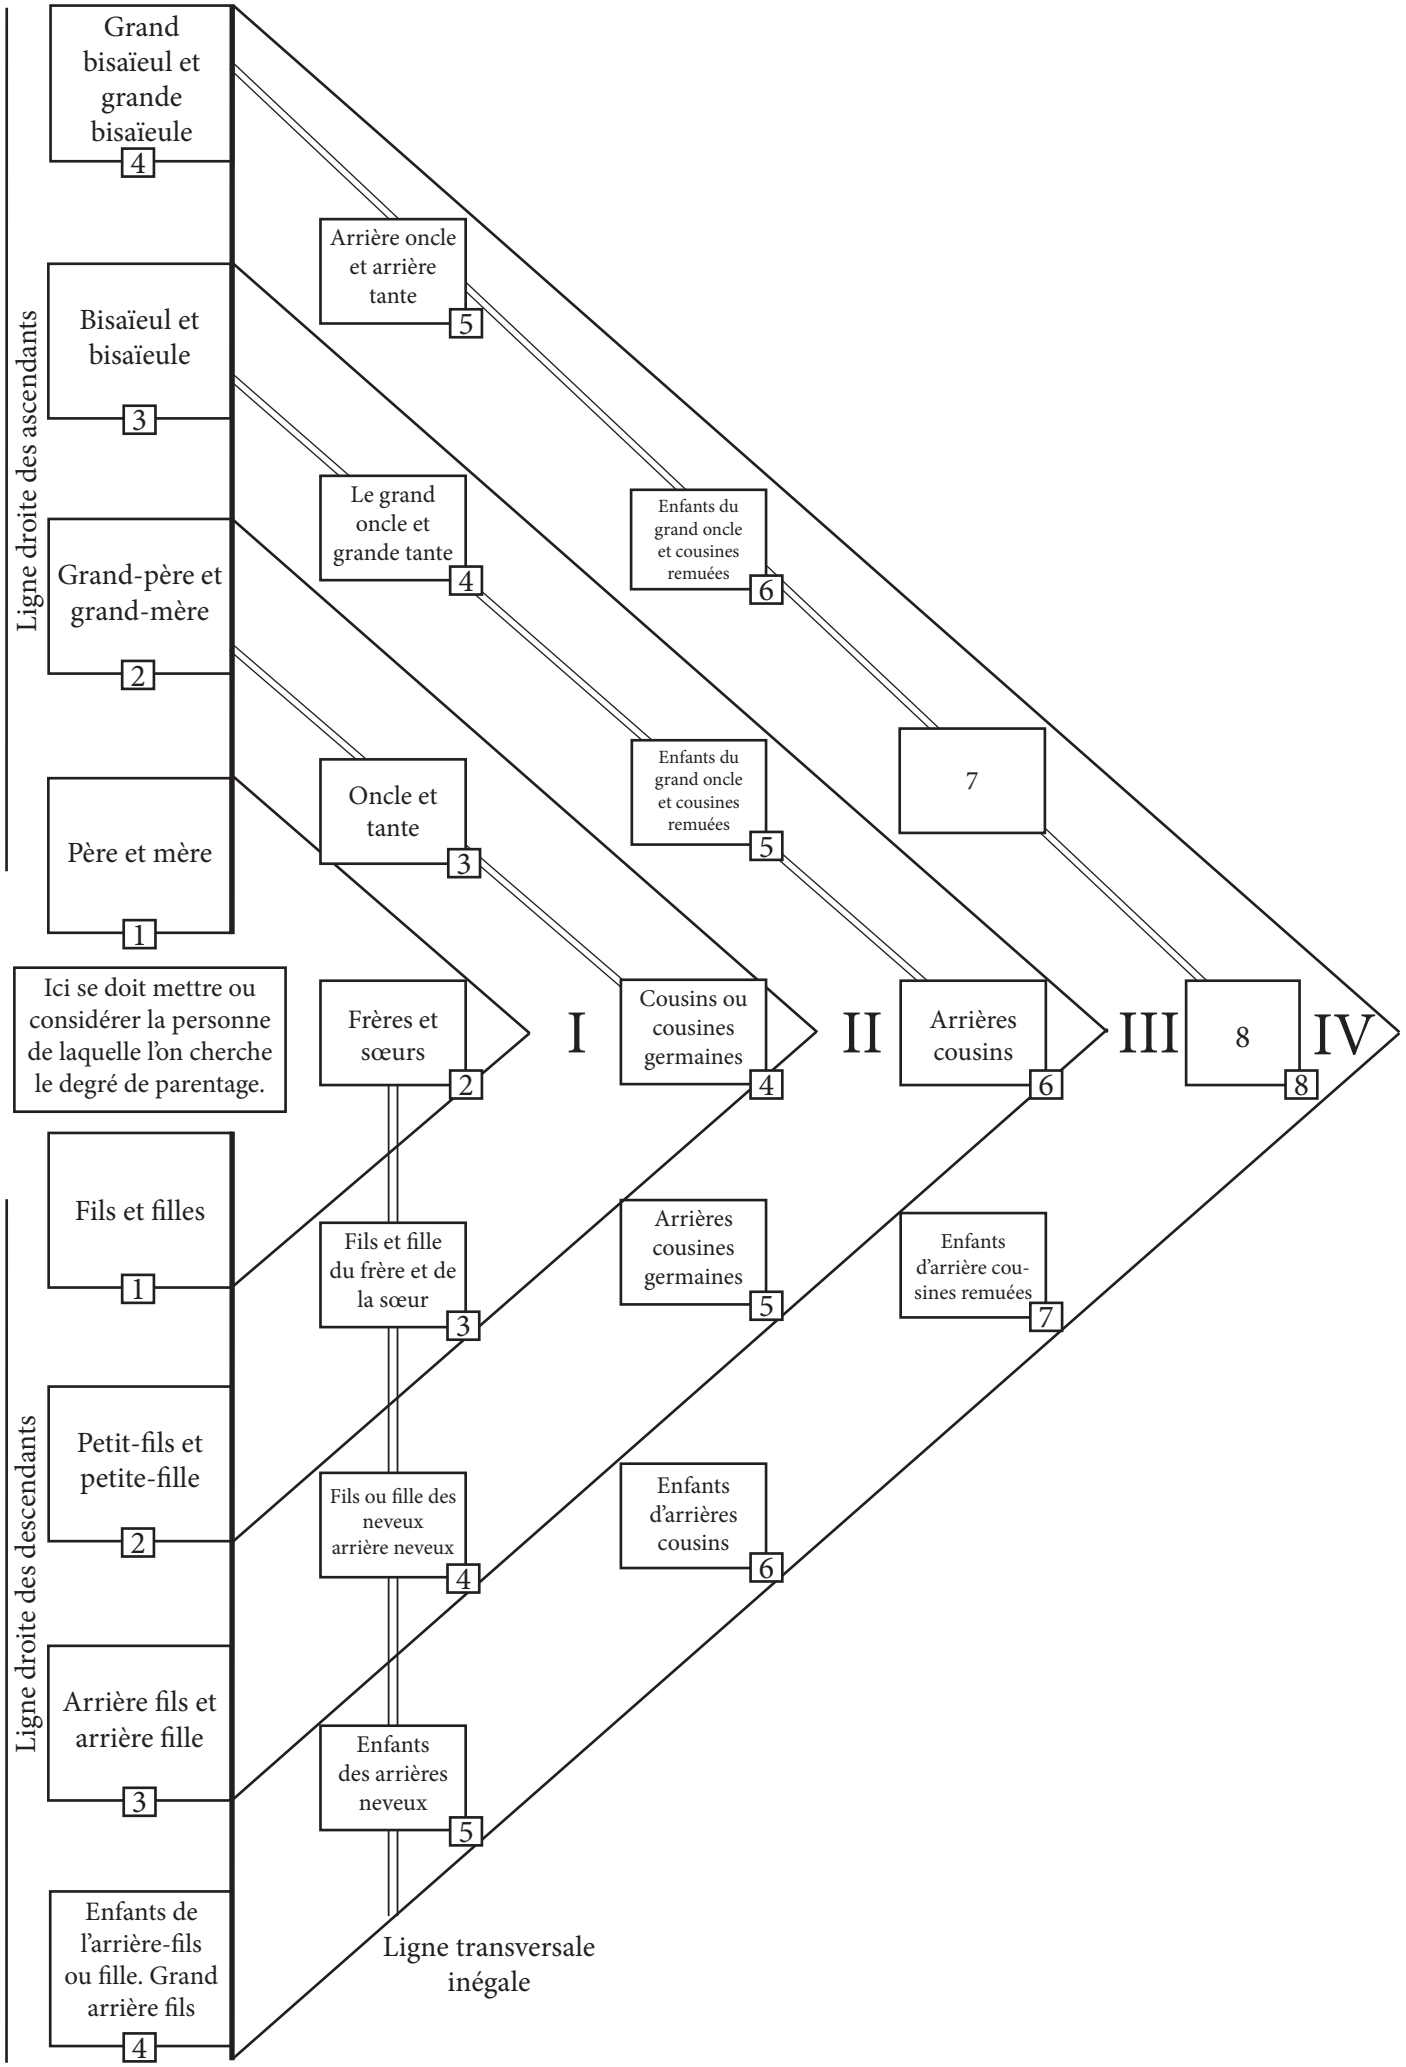 Grand
bisaïeul et
grande
bisaïeule
4
Arrière oncle
et arrière
tante
5
Ligne droite des ascendants
Bisaïeul et
bisaïeule
3
Le grand
oncle et
grande tante
4
Enfants du
grand oncle
et cousines
remuées
6
Grand-père et
grand-mère
2
Oncle et
tante
3
Enfants du
grand oncle
et cousines
remuées
5
7
Père et mère
1
Ici se doit mettre ou
considérer la personne
de laquelle l'on cherche
le degré de parentage.
Frères et
sœurs
2
I
Cousins ou
cousines
germaines
4
II
Arrières
cousins
6
III
8
8
IV
Fils et filles
1
Fils et fille
du frère et de
la sœur
3
Arrières
cousines
germaines
5
Enfants
d'arrière cou-
sines remuées
7
Ligne droite des descendants
Petit-fils et
petite-fille
2
Fils ou fille des
neveux
arrière neveux
4
Enfants
d'arrières
cousins
6
Arrière fils et
arrière fille
3
Enfants
des arrières
neveux
5
Enfants de
l'arrière-fils
ou fille. Grand
arrière fils
4
Ligne transversale
inégale